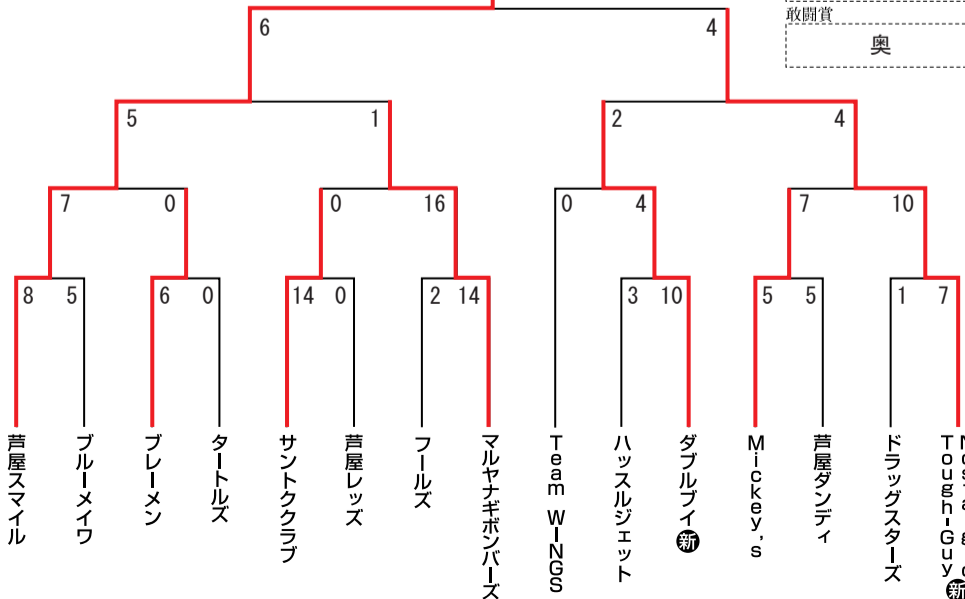 敢闘賞
奥
6 4
5 1 2 4
7 0 0 16 0 4 7 10
8 5 6 0 14 0 2 14 3 10 5 5 1 7
芦屋スマイル
ブルーメイワ
ブレーメン
タートルズ
サントククラブ
芦屋レッズ
フールズ
マルヤナギボンバーズ
Team WINGS
ハッスルジェット
ダブルブイ 新
Mickey's
芦屋ダンディ
ドラッグスターズ
Tough-Guy 新